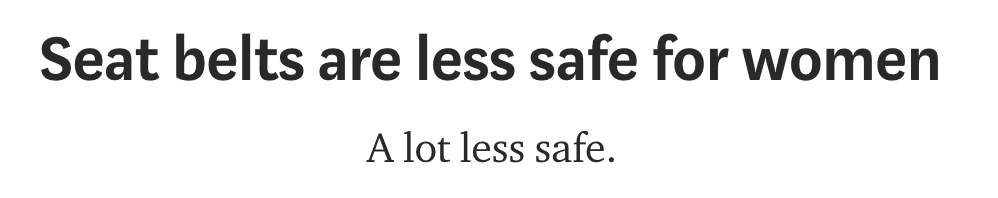 Seat belts are less safe for women
A lot less safe.